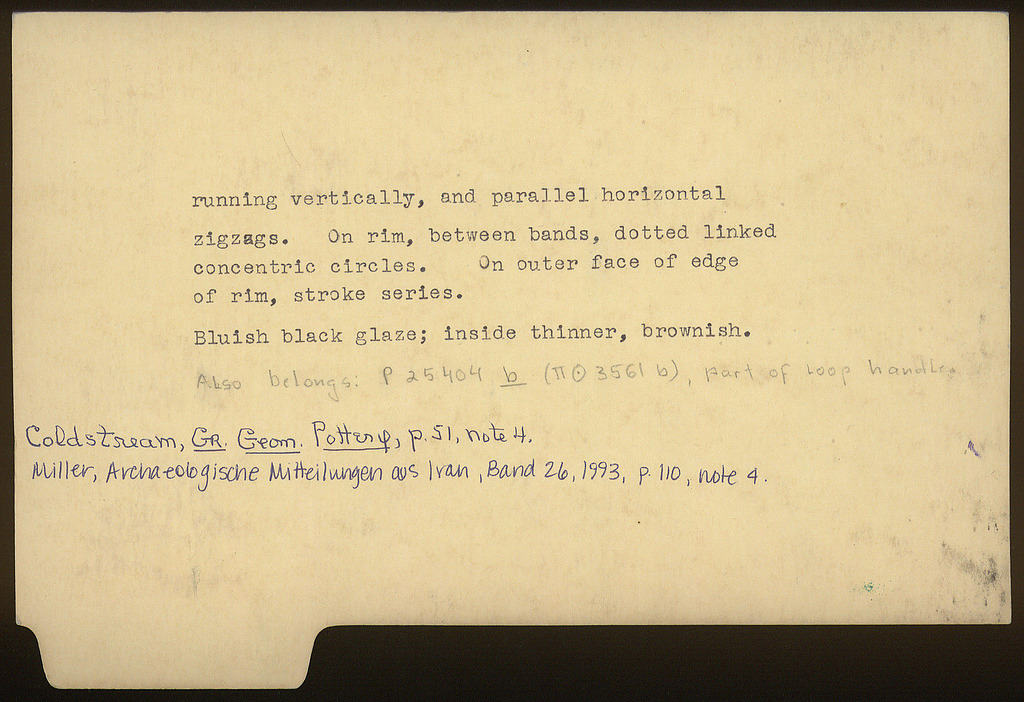 running vertically, and parallel horizontal
zigzags. On rim, between bands, dotted linked
concentric circles. On outer face of edge
of rim, stroke series.
Bluish black glaze; inside thinner, brownish.
Also belongs: P 25404 b (ΠΘ 3561 b), part of loop handle.
Coldstream, GR. Geom. Pottery, p. 51, note 4.
Miller, Archaeologische Mitteilungen aus Iran, Band 26, 1993, p. 110, note 4.